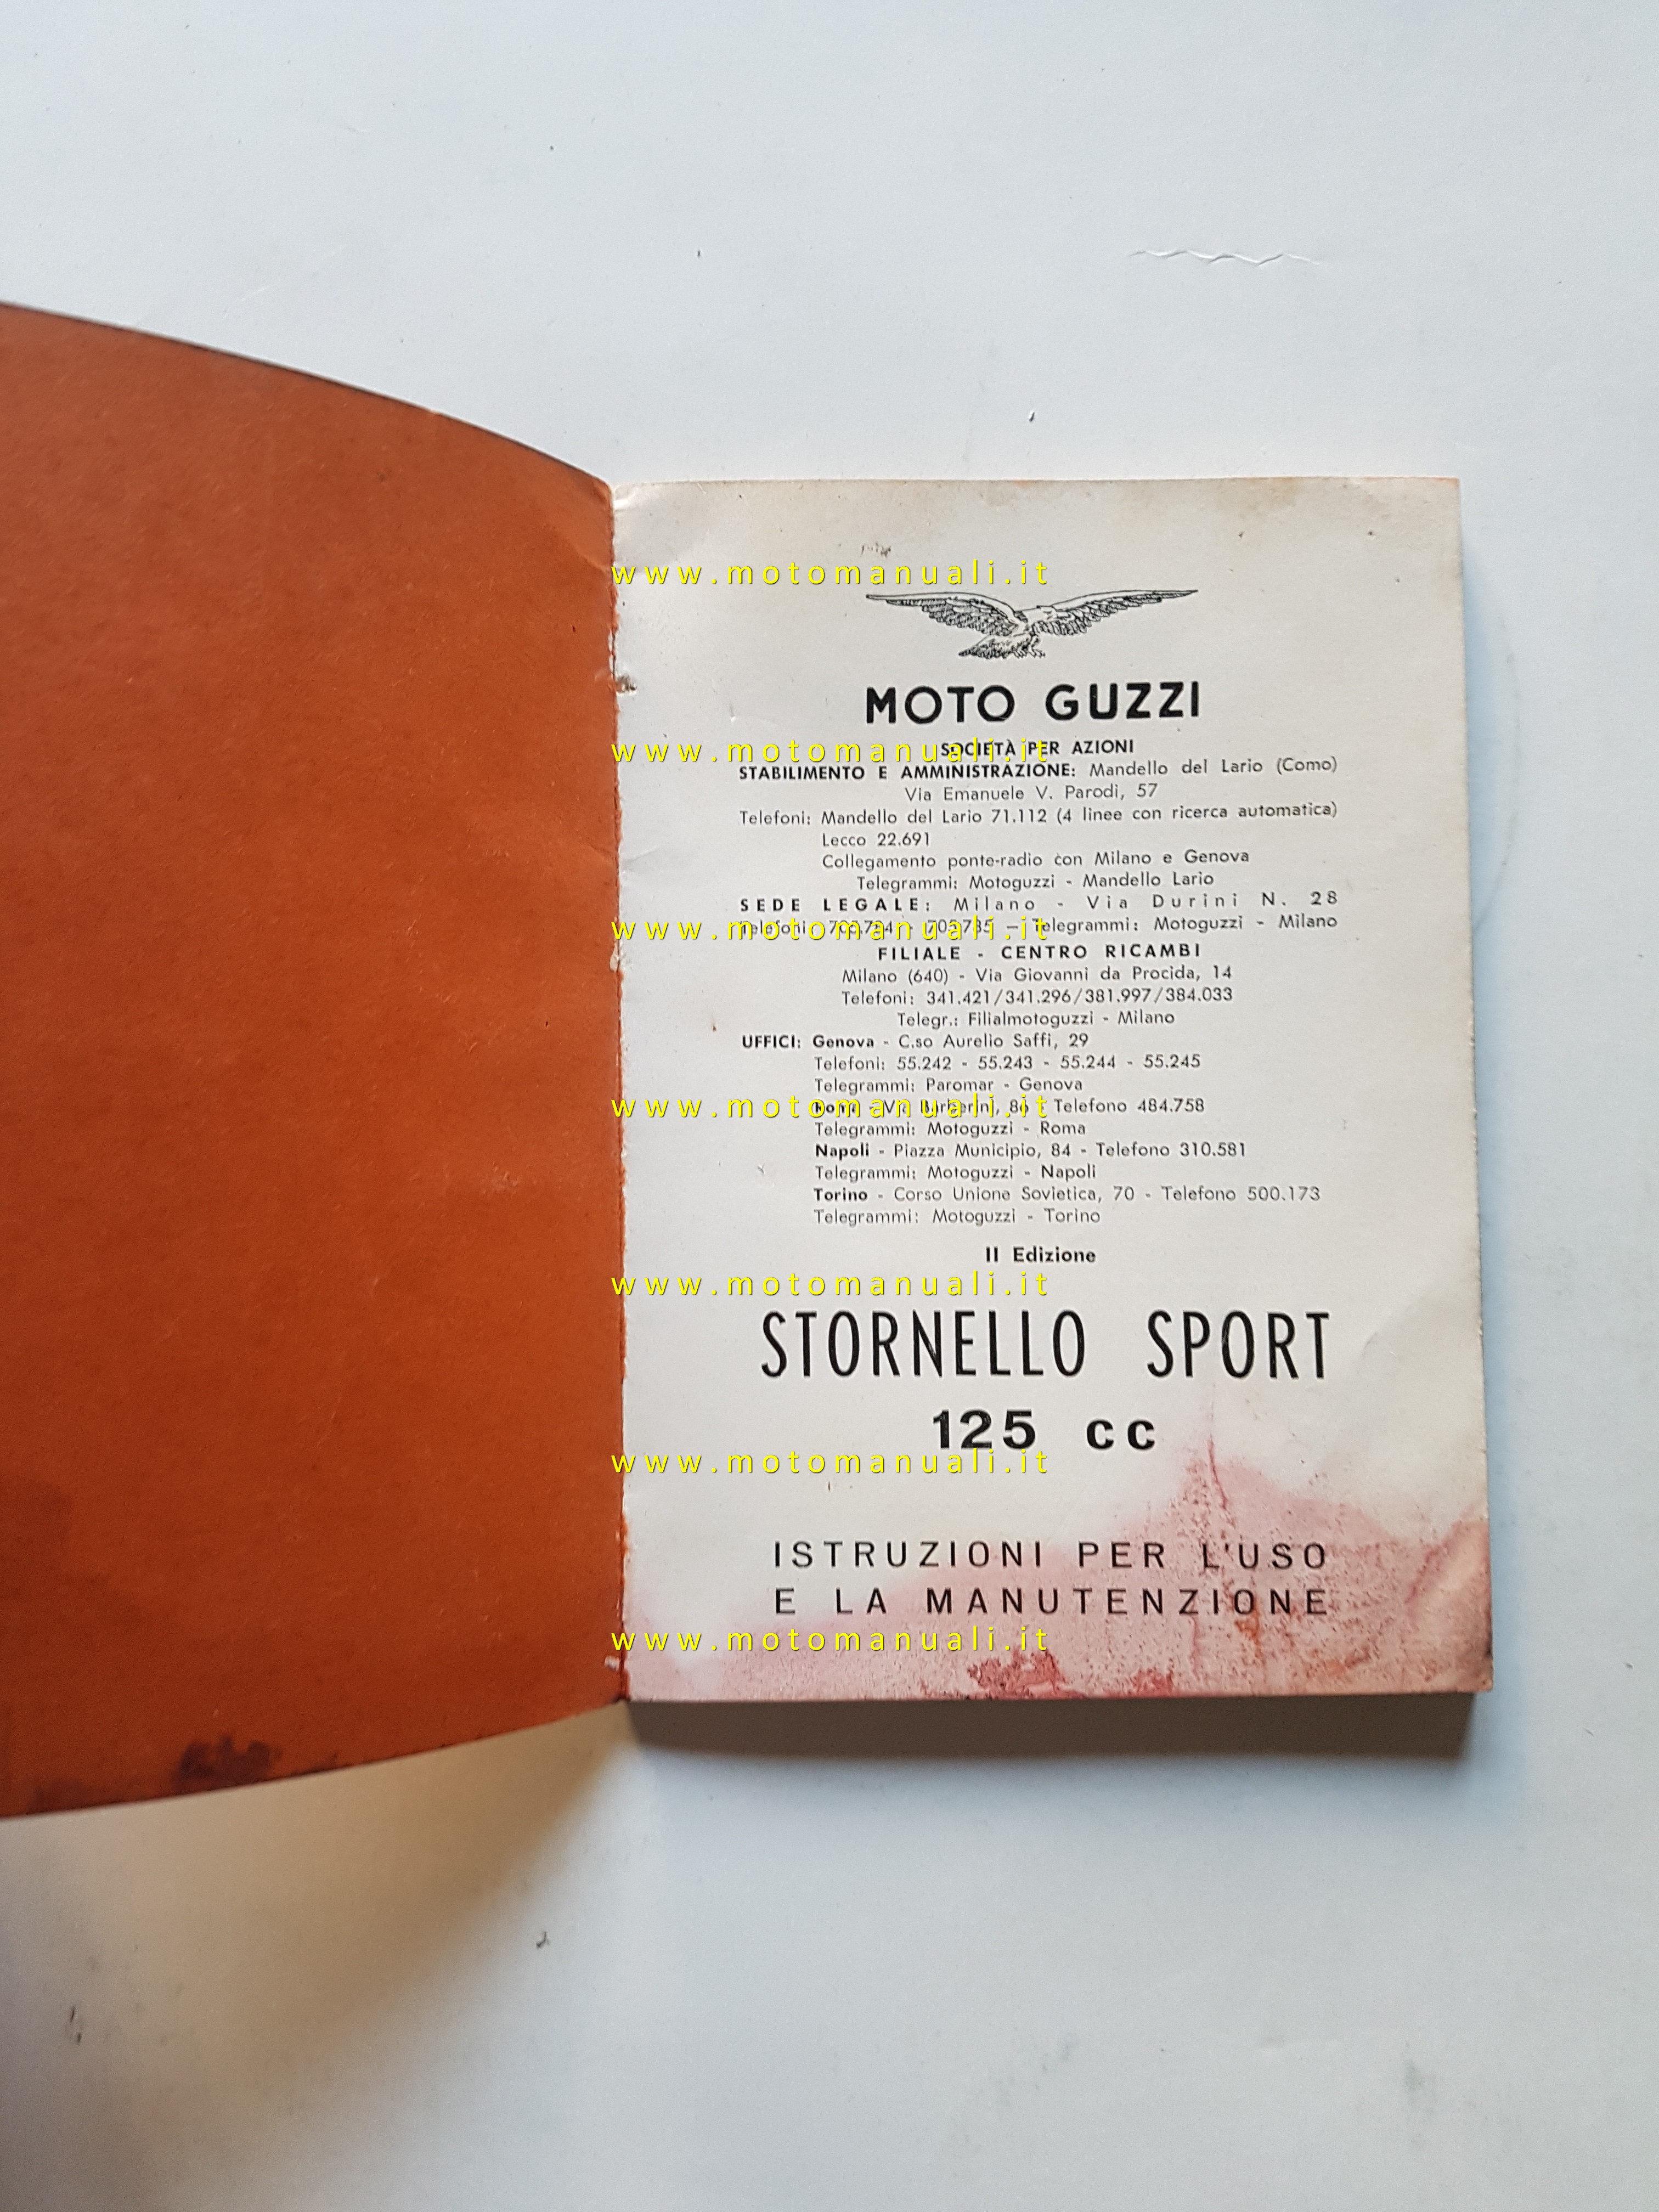 www.motomanuali.it
MOTO GUZZI
SOCIETÀ PER AZIONI
www.motomanuali.it
STABILIMENTO E AMMINISTRAZIONE: Mandello del Lario (Como)
Via Emanuele V. Parodi, 57
Telefoni: Mandello del Lario 71.112 (4 linee con ricerca automatica)
Lecco 22.691
Collegamento ponte-radio con Milano e Genova
Telegrammi: Motoguzzi - Mandello Lario
SEDE LEGALE: Milano - Via Durini N. 28
Telefoni: — Telegrammi: Motoguzzi - Milano
www.motomanuali.it
FILIALE - CENTRO RICAMBI
Milano (640) - Via Giovanni da Procida, 14
Telefoni: 341.421/341.296/381.997/384.033
Telegr.: Filialmotoguzzi - Milano
UFFICI: Genova - C.so Aurelio Saffi, 29
Telefoni: 55.242 - 55.243 - 55.244 - 55.245
Telegrammi: Paromar - Genova
Roma - Via Barberini, Telefono 484.758
www.motomanuali.it
Telegrammi: Motoguzzi - Roma
Napoli - Piazza Municipio, 84 - Telefono 310.581
Telegrammi: Motoguzzi - Napoli
Torino - Corso Unione Sovietica, 70 - Telefono 500.173
Telegrammi: Motoguzzi - Torino
II Edizione
www.motomanuali.it
STORNELLO SPORT
125 cc
www.motomanuali.it
ISTRUZIONI PER L'USO
E LA MANUTENZIONE
www.motomanuali.it